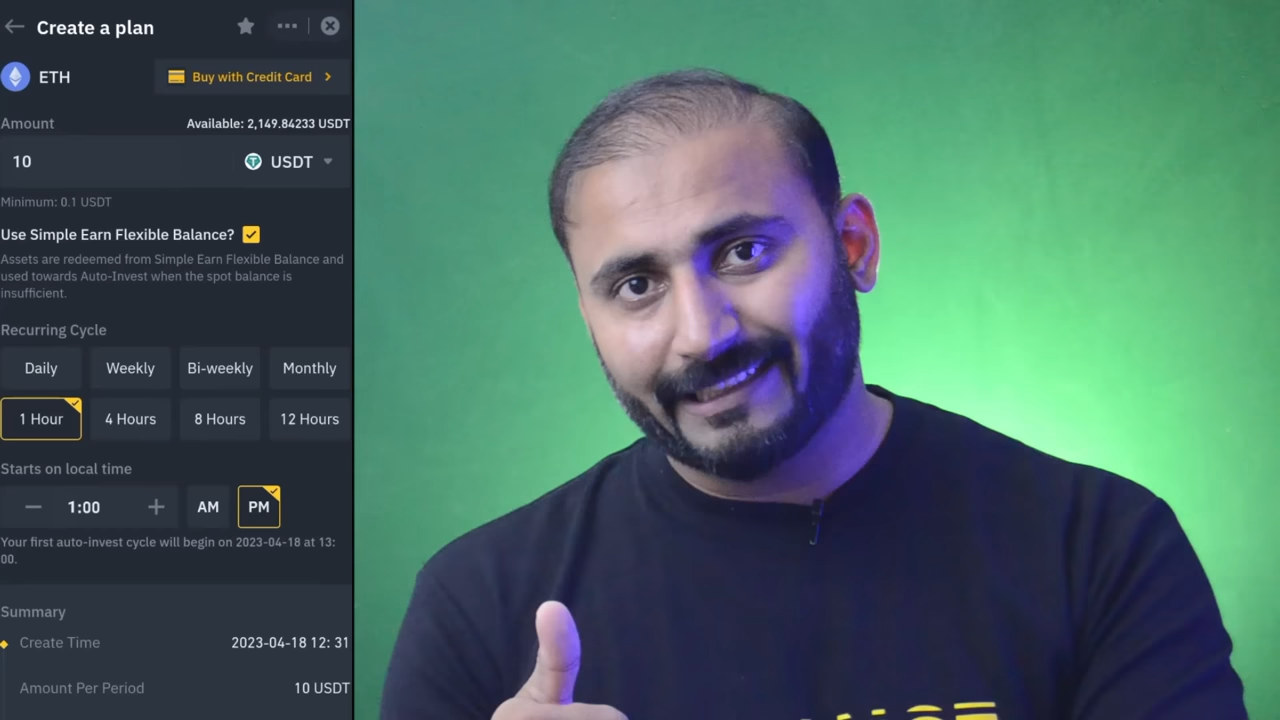 Create a plan
ETH
Buy with Credit Card
Amount
Available: 2,149.84233 USDT
10
USDT
Minimum: 0.1 USDT
Use Simple Earn Flexible Balance?
Assets are redeemed from Simple Earn Flexible Balance and
used towards Auto-Invest when the spot balance is
insufficient.
Recurring Cycle
Daily
Weekly
Bi-weekly
Monthly
1 Hour
4 Hours
8 Hours
12 Hours
Starts on local time
1:00
AM
PM
Your first auto-invest cycle will begin on 2023-04-18 at 13:
00.
Summary
Create Time
2023-04-18 12: 31
Amount Per Period
10 USDT